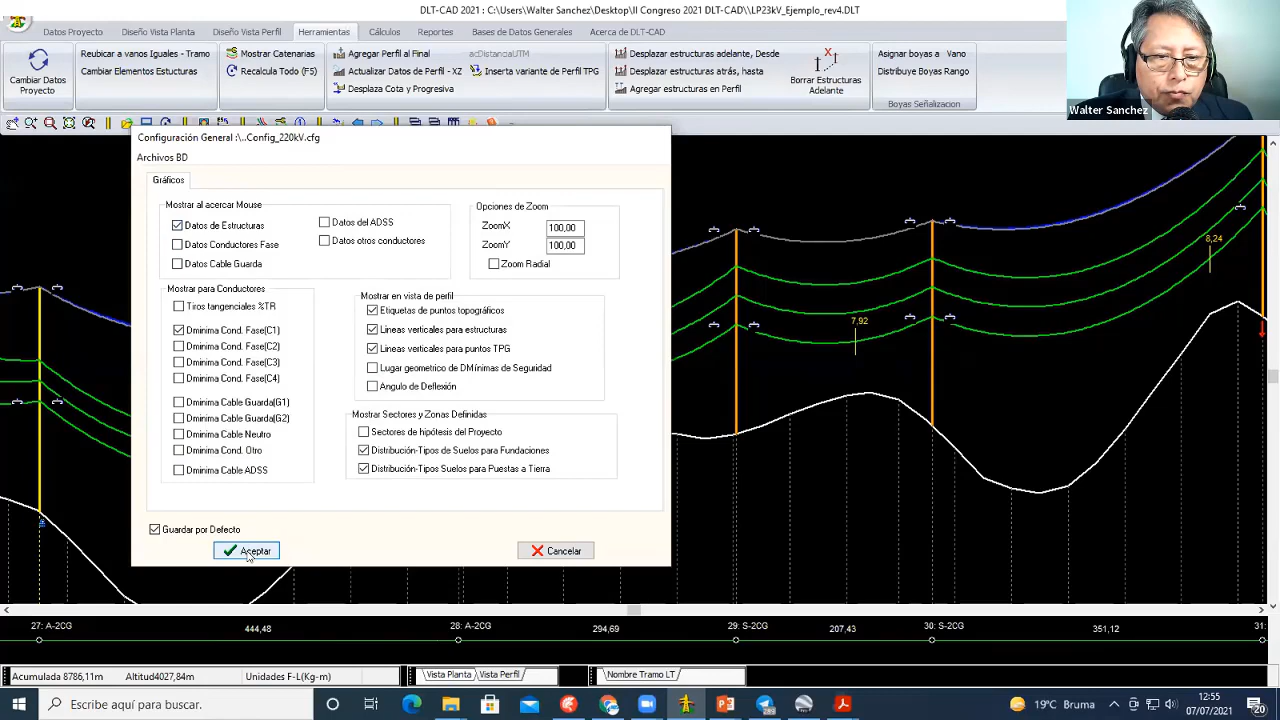 DLT-CAD 2021 : C:\Users\Walter Sanchez\Desktop\II Congreso 2021 DLT-CAD\\LP23kV_Ejemplo_rev4.DLT
Datos Proyecto
Diseño Vista Planta
Diseño Vista Perfil
Herramientas
Cálculos
Reportes
Bases de Datos Generales
Acerca de DLT-CAD
Cambiar Datos
Proyecto
Reubicar a vanos Iguales - Tramo
Cambiar Elementos Estucturas
Mostrar Catenarias
Recalcula Todo (F5)
Agregar Perfil al Final
Actualizar Datos de Perfil - XZ
Desplaza Cota y Progresiva
acDistanciaUTM
Inserta variante de Perfil TPG
Desplazar estructuras adelante, Desde
Desplazar estructuras atrás, hasta
Agregar estructuras en Perfil
Borrar Estructuras
Adelante
Asignar boyas a Vano
Distribuye Boyas Rango
Boyas Señalizacion
Walter Sanchez
Configuración General :\..Config_220kV.cfg
Archivos BD
Gráficos
Mostrar al acercar Mouse
Datos de Estructuras
Datos Conductores Fase
Datos Cable Guarda
Datos del ADSS
Datos otros conductores
Opciones de Zoom
ZoomX 100,00
ZoomY 100,00
Zoom Radial
Mostrar para Conductores
Tiros tangenciales %TR
Dminima Cond. Fase(C1)
Dminima Cond. Fase(C2)
Dminima Cond. Fase(C3)
Dminima Cond. Fase(C4)
Dminima Cable Guarda(G1)
Dminima Cable Guarda(G2)
Dminima Cable Neutro
Dminima Cond. Otro
Dminima Cable ADSS
Mostrar en vista de perfil
Etiquetas de puntos topográficos
Lineas verticales para estructuras
Lineas verticales para puntos TPG
Lugar geometrico de DMínimas de Seguridad
Angulo de Deflexión
Mostrar Sectores y Zonas Definidas
Sectores de hipótesis del Proyecto
Distribución-Tipos de Suelos para Fundaciones
Distribución-Tipos Suelos para Puestas a Tierra
Guardar por Defecto
Aceptar
Cancelar
7,92
8,24
27: A-2CG
444,48
28: A-2CG
294,69
29: S-2CG
207,43
30: S-2CG
351,12
31:
Acumulada 8786,11m
Altitud4027,84m
Unidades F-L(Kg-m)
Vista Planta
Vista Perfil
Nombre Tramo LT
Escribe aquí para buscar.
19°C Bruma
12:55
07/07/2021
20